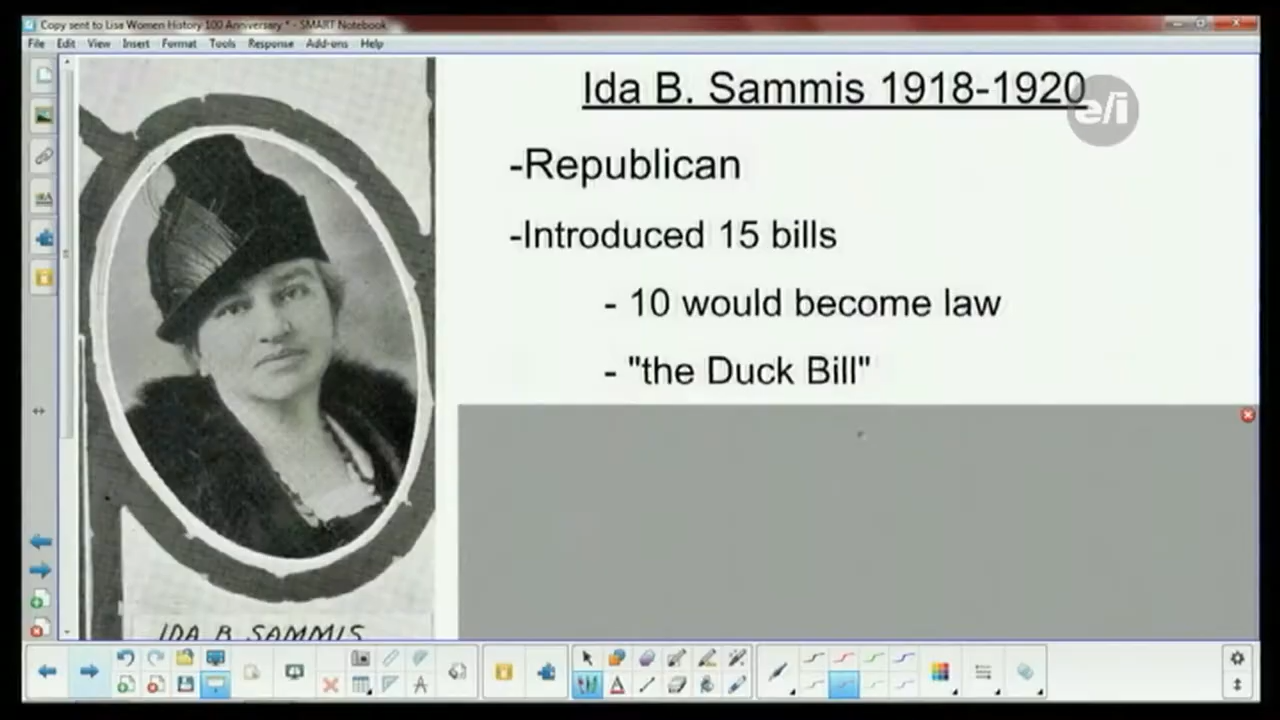 Copy sent to Lisa Women History 100 Anniversary * - SMART Notebook
File Edit View Insert Format Tools Response Add-ons Help
Ida B. Sammis 1918-1920
e/i
-Republican
-Introduced 15 bills
- 10 would become law
- "the Duck Bill"
IDA B SAMMIS